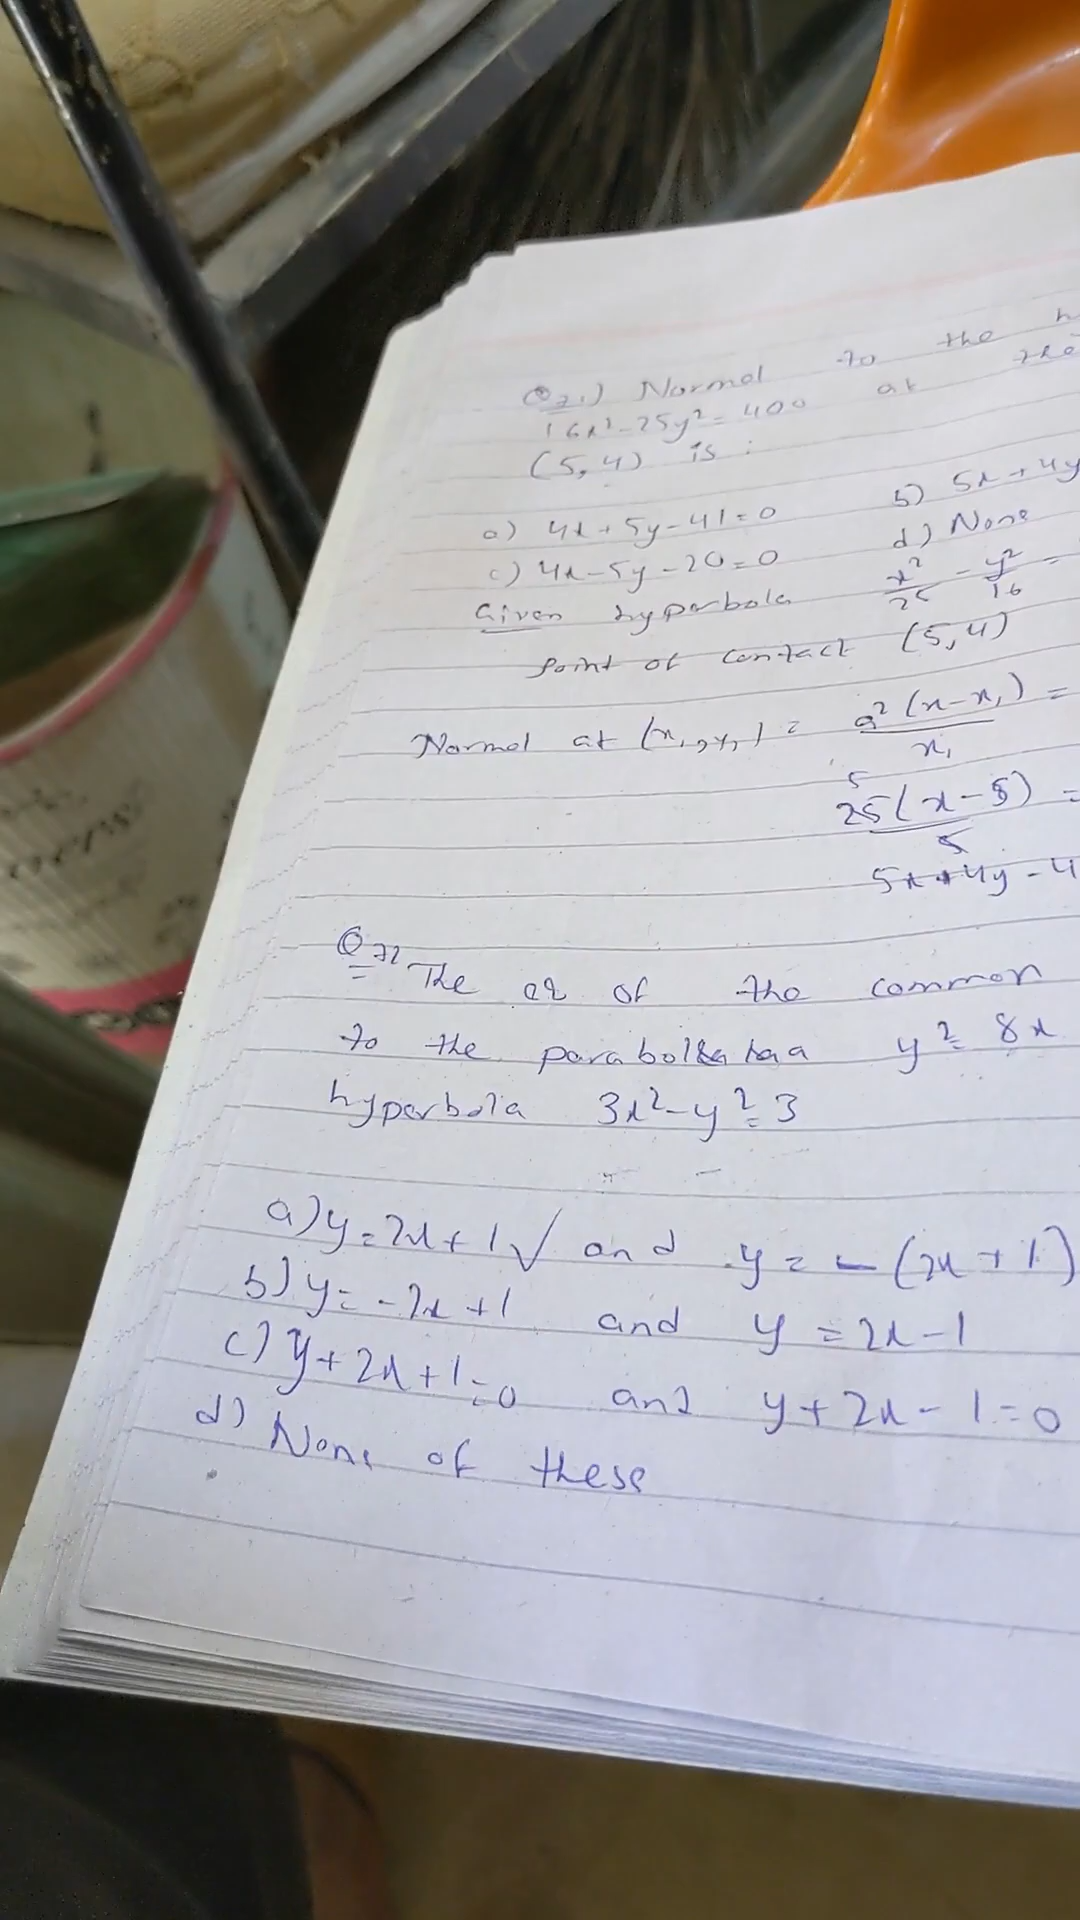 Q71.) Normal to the h
16x²-25y²=400 at the
(5,4) is :
a) 4x+5y-41=0 b) 5x+4y
c) 4x-5y-20=0 d) None
Given hyperbola x²/25 - y²/16 =
point of contact (5,4)
Normal at (x₁,y₁) = a²(x-x₁)/x₁ =
5
25(x-5)/5 =
5x+4y-4
Q72 The eq of the common
to the parabola y²=8x
hyperbola 3x²-y²=3
a) y=2x+1 ✓ and y=-(2x+1)
b) y=-2x+1 and y=2x-1
c) y+2x+1=0 and y+2x-1=0
d) None of these